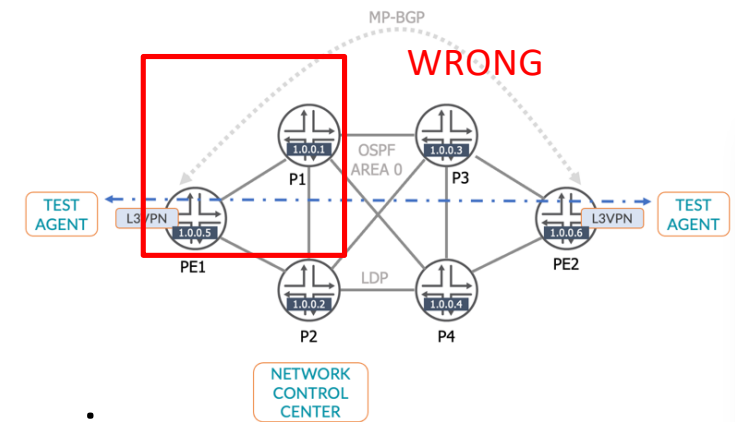 MP-BGP
WRONG
1.0.0.1
OSPF
AREA 0
1.0.0.3
P1
P3
TEST
AGENT
L3VPN
1.0.0.5
L3VPN
1.0.0.6
TEST
AGENT
PE1
PE2
LDP
1.0.0.2
1.0.0.4
P2
P4
NETWORK
CONTROL
CENTER